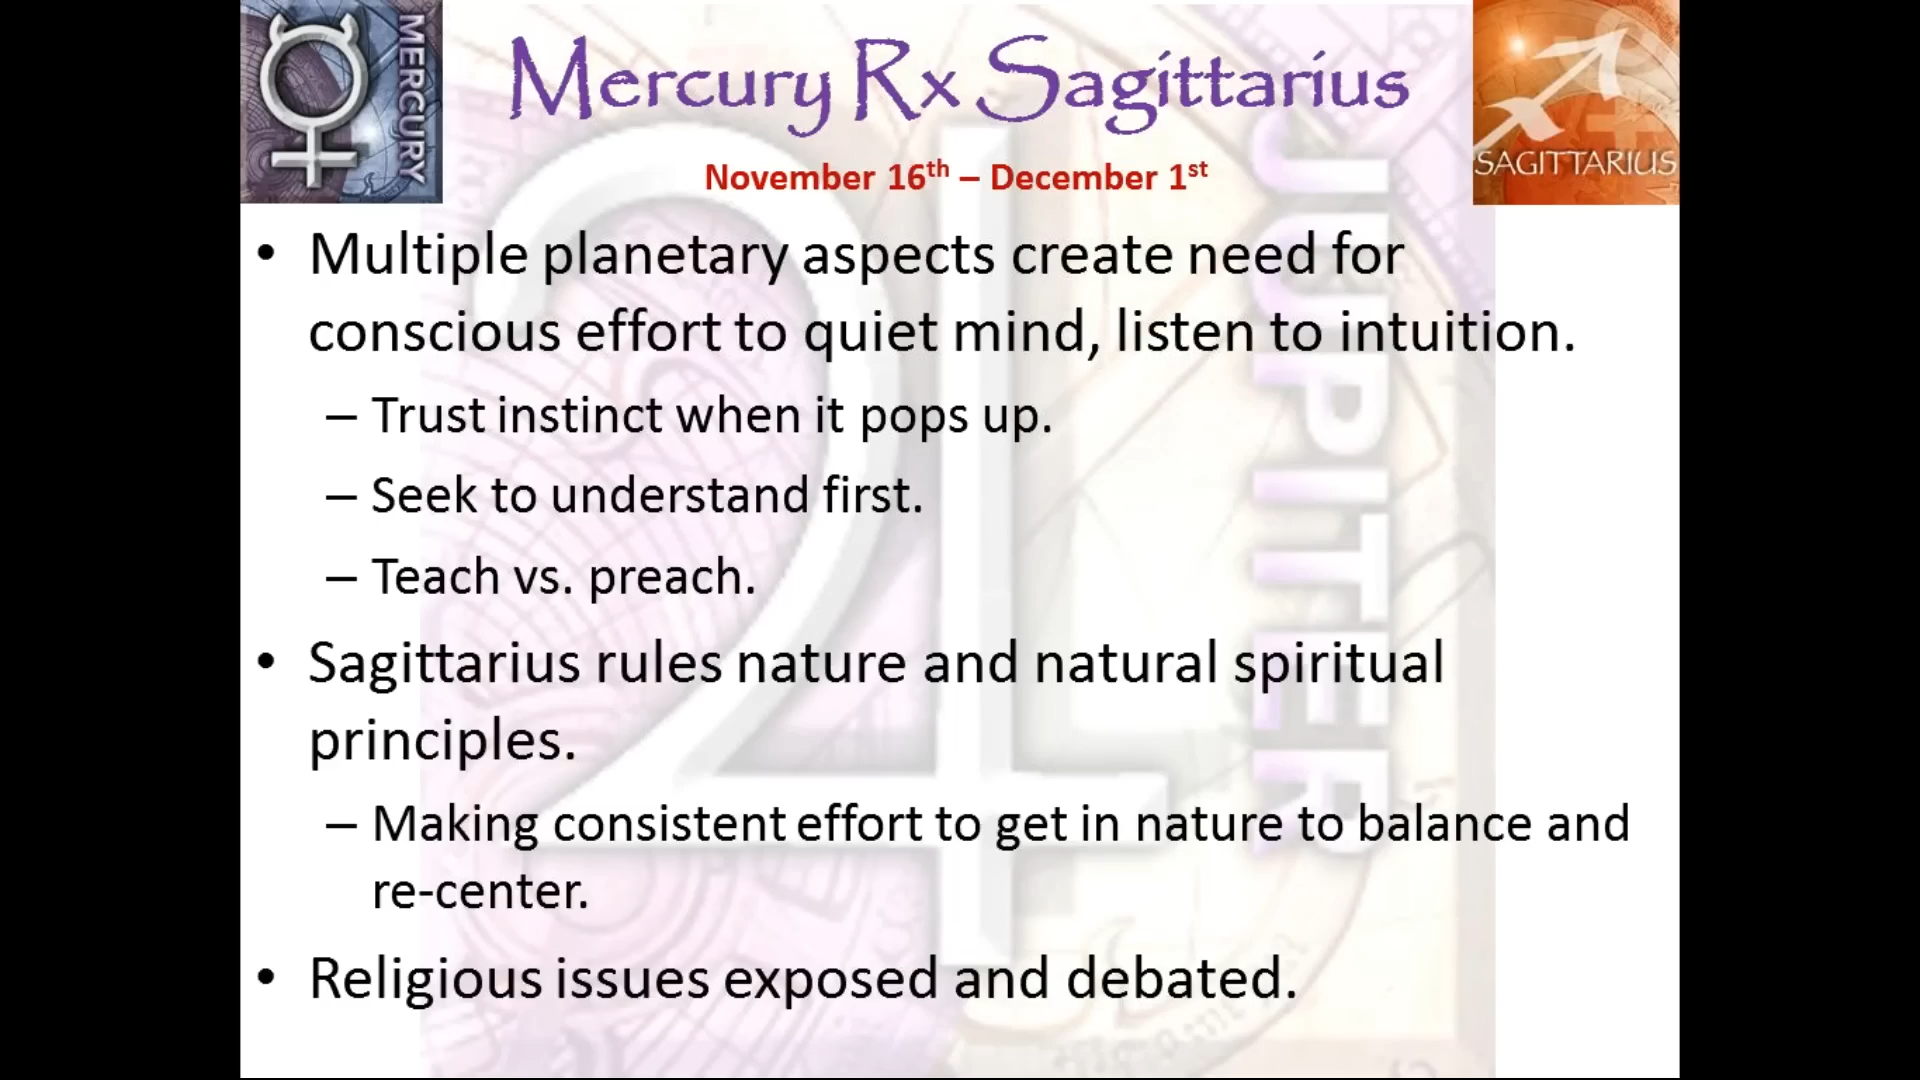 MERCURY
Mercury Rx Sagittarius
SAGITTARIUS
November 16th – December 1st
JUPITER
• Multiple planetary aspects create need for
conscious effort to quiet mind, listen to intuition.
– Trust instinct when it pops up.
– Seek to understand first.
– Teach vs. preach.
• Sagittarius rules nature and natural spiritual
principles.
– Making consistent effort to get in nature to balance and
re-center.
• Religious issues exposed and debated.